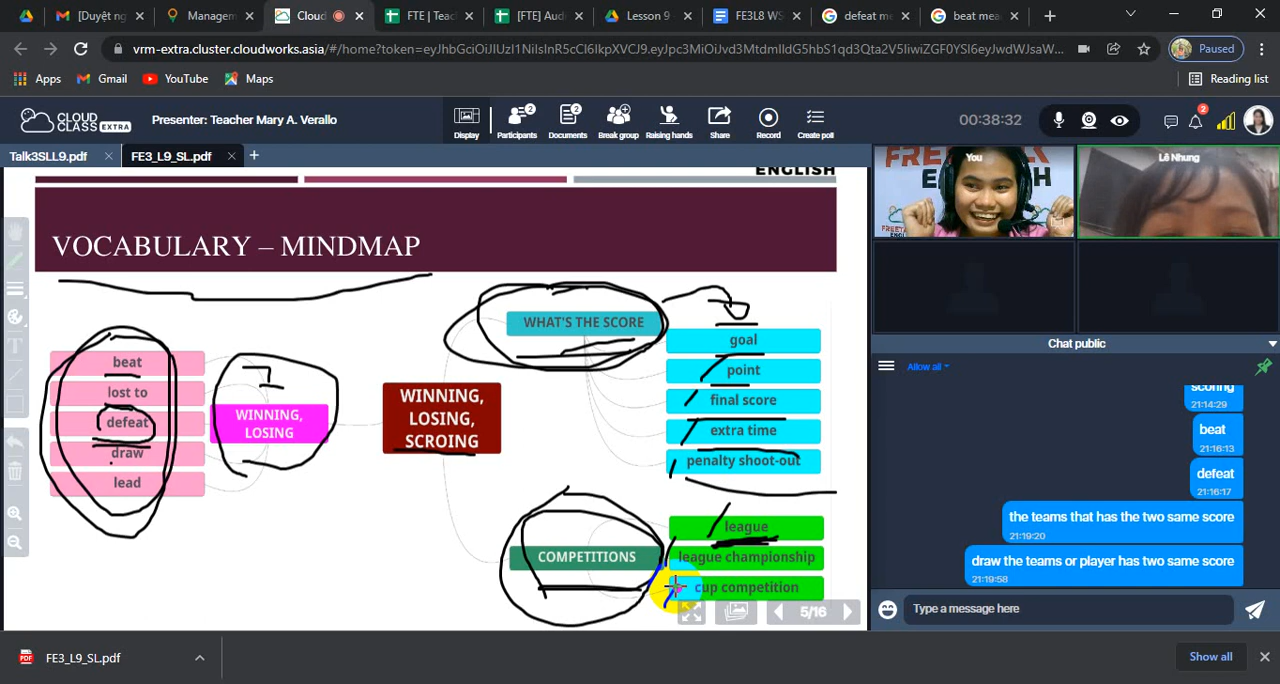 [Duyệt ng
Managem
Cloud
FTE | Teac
[FTE] Aud
Lesson 9 -
FE3L8 WS
defeat me
beat mea
vrm-extra.cluster.cloudworks.asia/#/home?token=
Paused
Apps
Gmail
YouTube
Maps
Reading list
CLOUD
CLASS EXTRA
Presenter: Teacher Mary A. Verallo
Display
Participants 2
Documents 2
Break group
Raising hands
Share
Record
Create poll
00:38:32
2
Talk3SLL9.pdf
FE3_L9_SL.pdf
ENGLISH
VOCABULARY – MINDMAP
beat
lost to
defeat
draw
lead
WINNING,
LOSING
WINNING,
LOSING,
SCROING
WHAT'S THE SCORE
goal
point
final score
extra time
penalty shoot-out
COMPETITIONS
league
league championship
cup competition
5/16
You
ENGLISH
Lê Nhung
Chat public
Allow all
scoring
21:14:29
beat
21:16:13
defeat
21:16:17
the teams that has the two same score
21:19:20
draw the teams or player has two same score
21:19:58
Type a message here
FE3_L9_SL.pdf
Show all